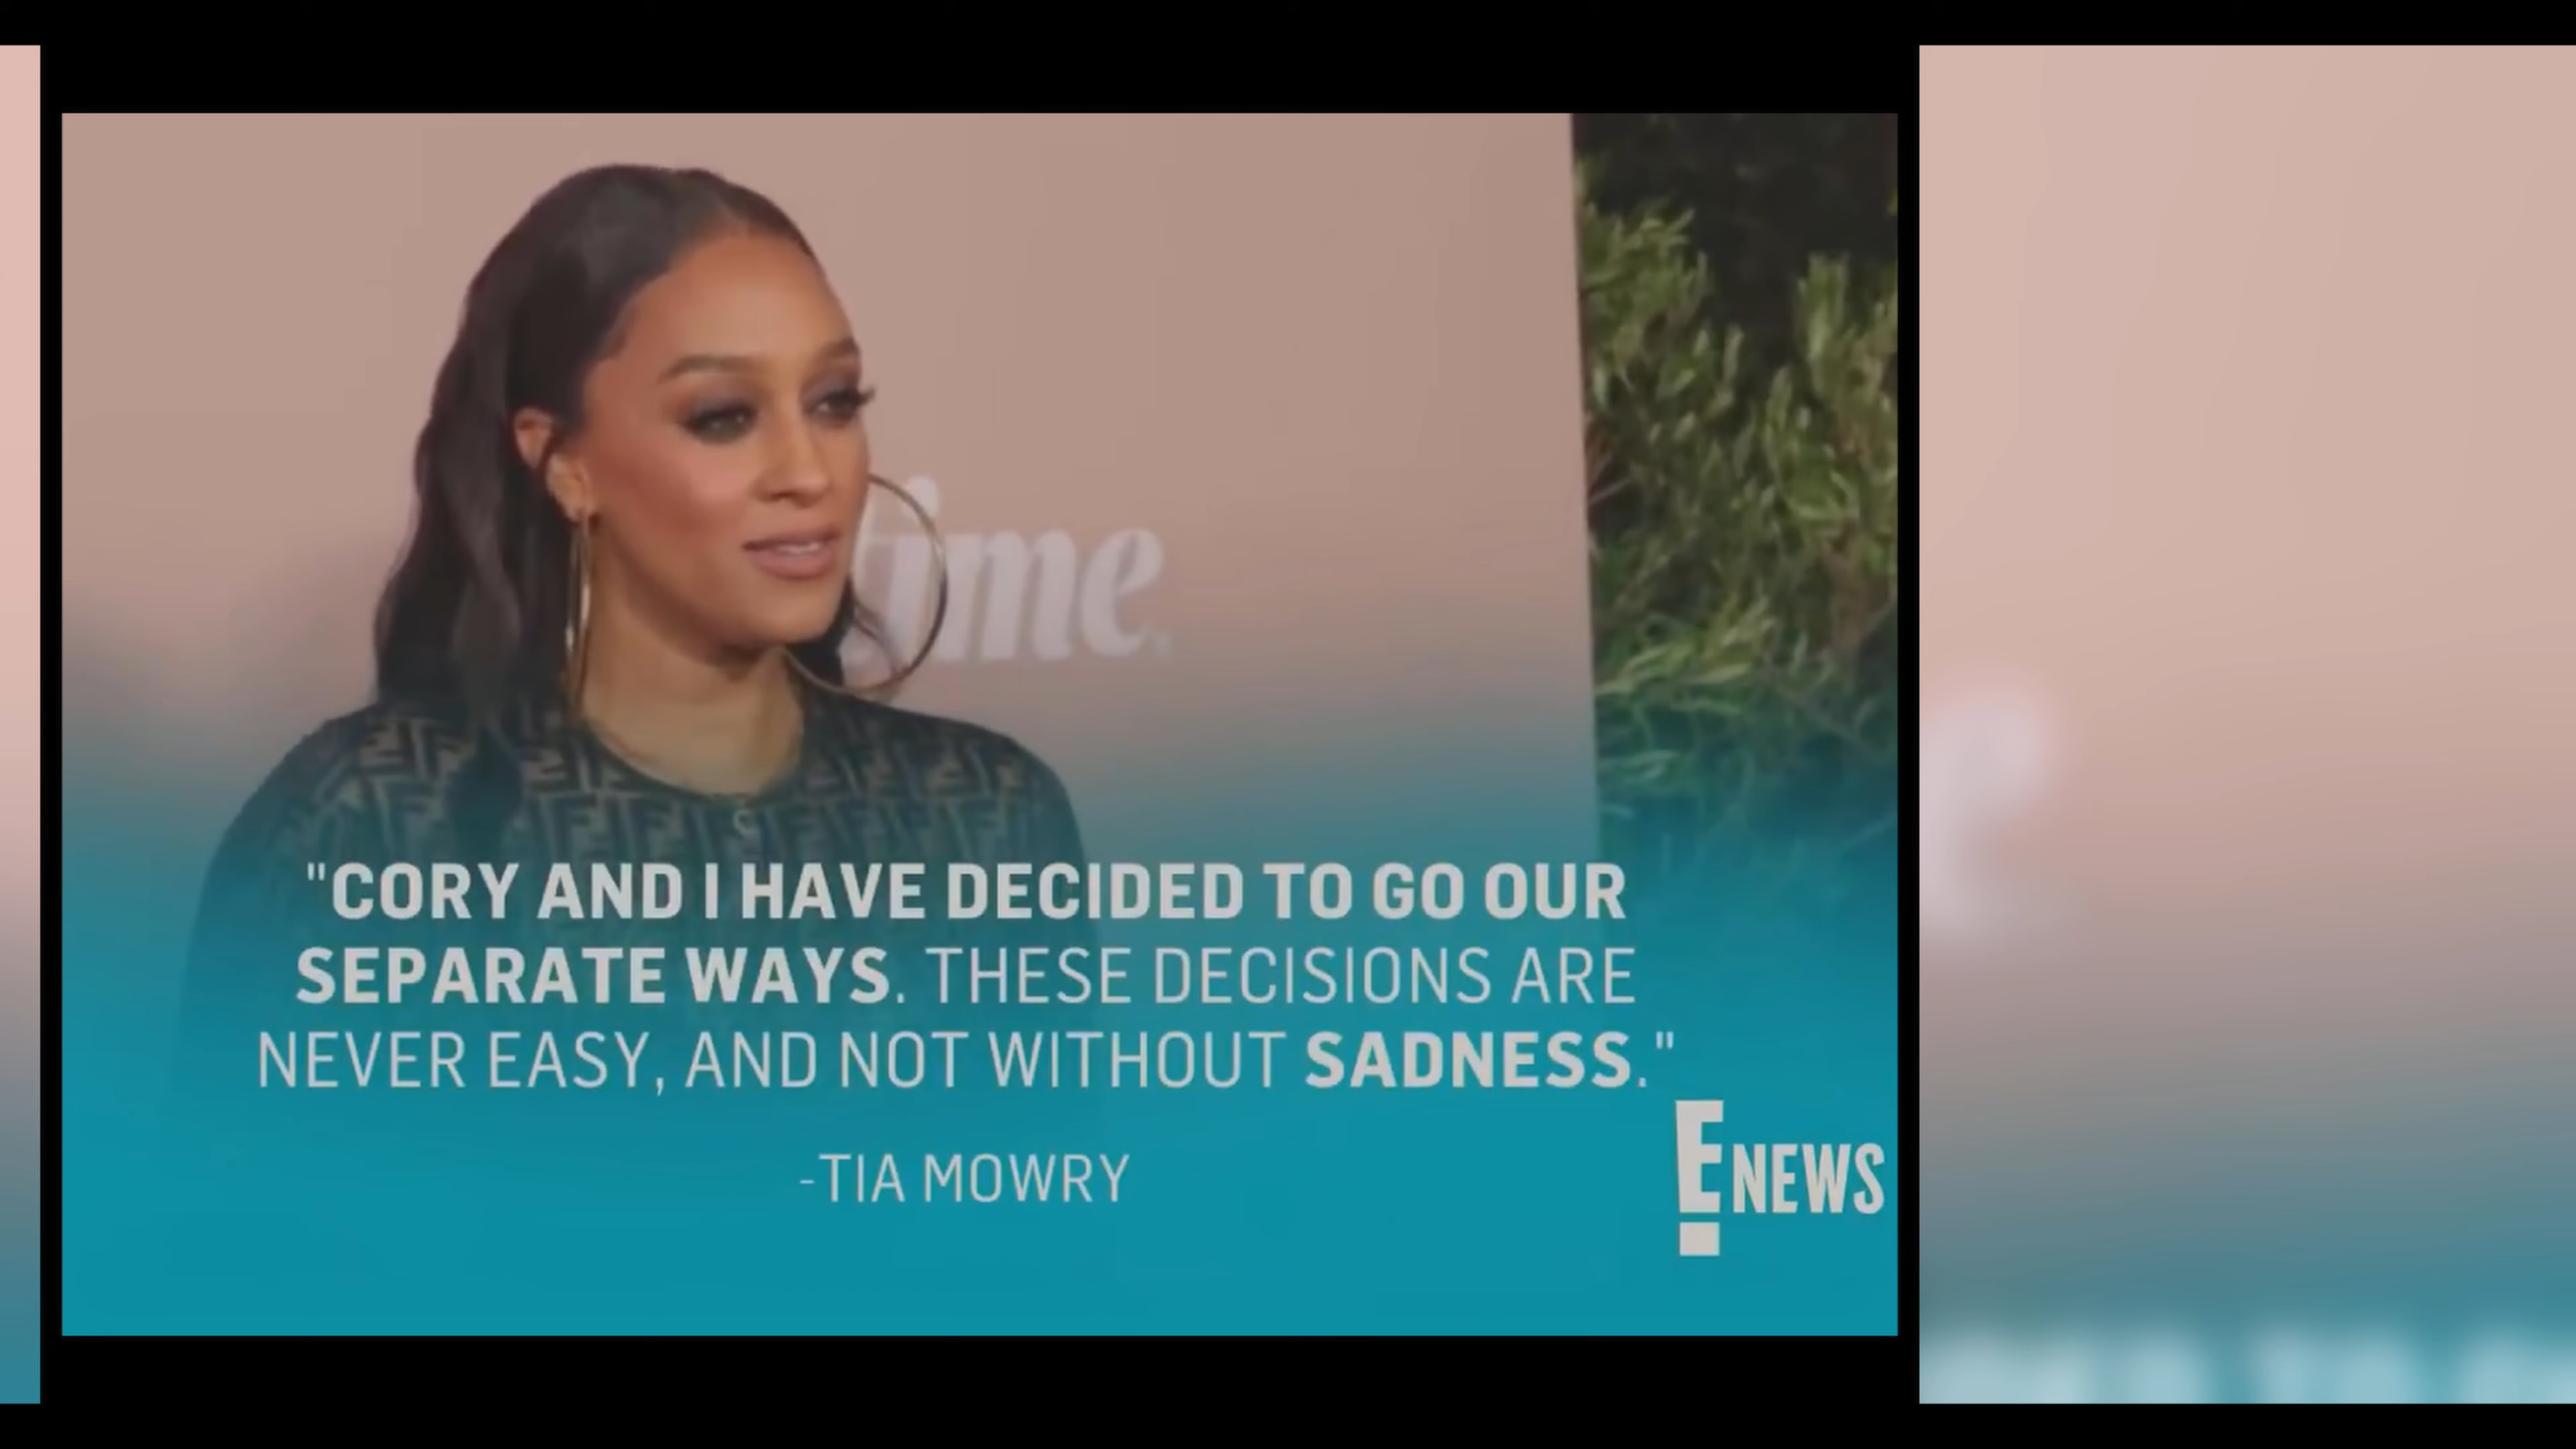 time.
"CORY AND I HAVE DECIDED TO GO OUR
SEPARATE WAYS. THESE DECISIONS ARE
NEVER EASY, AND NOT WITHOUT SADNESS."
-TIA MOWRY
E! NEWS